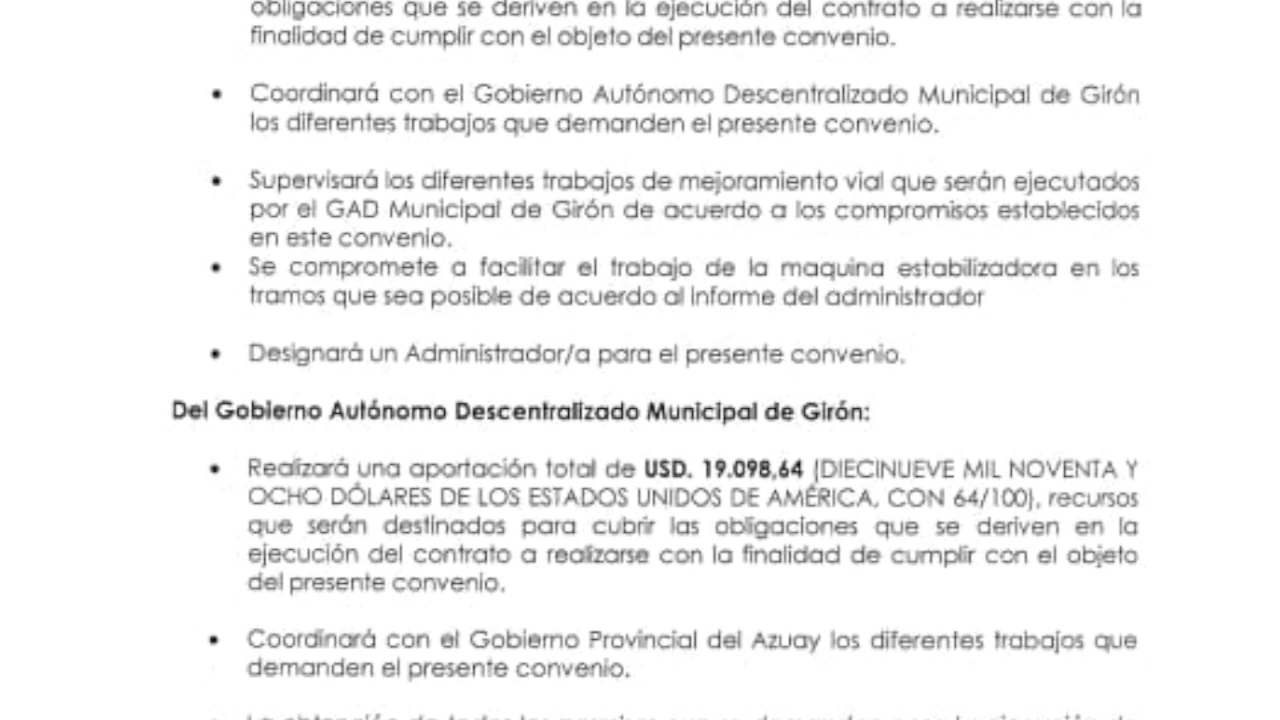 obligaciones que se deriven en la ejecución del contrato a realizarse con la
finalidad de cumplir con el objeto del presente convenio.
• Coordinará con el Gobierno Autónomo Descentralizado Municipal de Girón
los diferentes trabajos que demanden el presente convenio.
• Supervisará los diferentes trabajos de mejoramiento vial que serán ejecutados
por el GAD Municipal de Girón de acuerdo a los compromisos establecidos
en este convenio.
• Se compromete a facilitar el trabajo de la maquina estabilizadora en los
tramos que sea posible de acuerdo al informe del administrador
• Designará un Administrador/a para el presente convenio.
Del Gobierno Autónomo Descentralizado Municipal de Girón:
• Realizará una aportación total de USD. 19.098,64 (DIECINUEVE MIL NOVENTA Y
OCHO DÓLARES DE LOS ESTADOS UNIDOS DE AMÉRICA, CON 64/100), recursos
que serán destinados para cubrir las obligaciones que se deriven en la
ejecución del contrato a realizarse con la finalidad de cumplir con el objeto
del presente convenio.
• Coordinará con el Gobierno Provincial del Azuay los diferentes trabajos que
demanden el presente convenio.